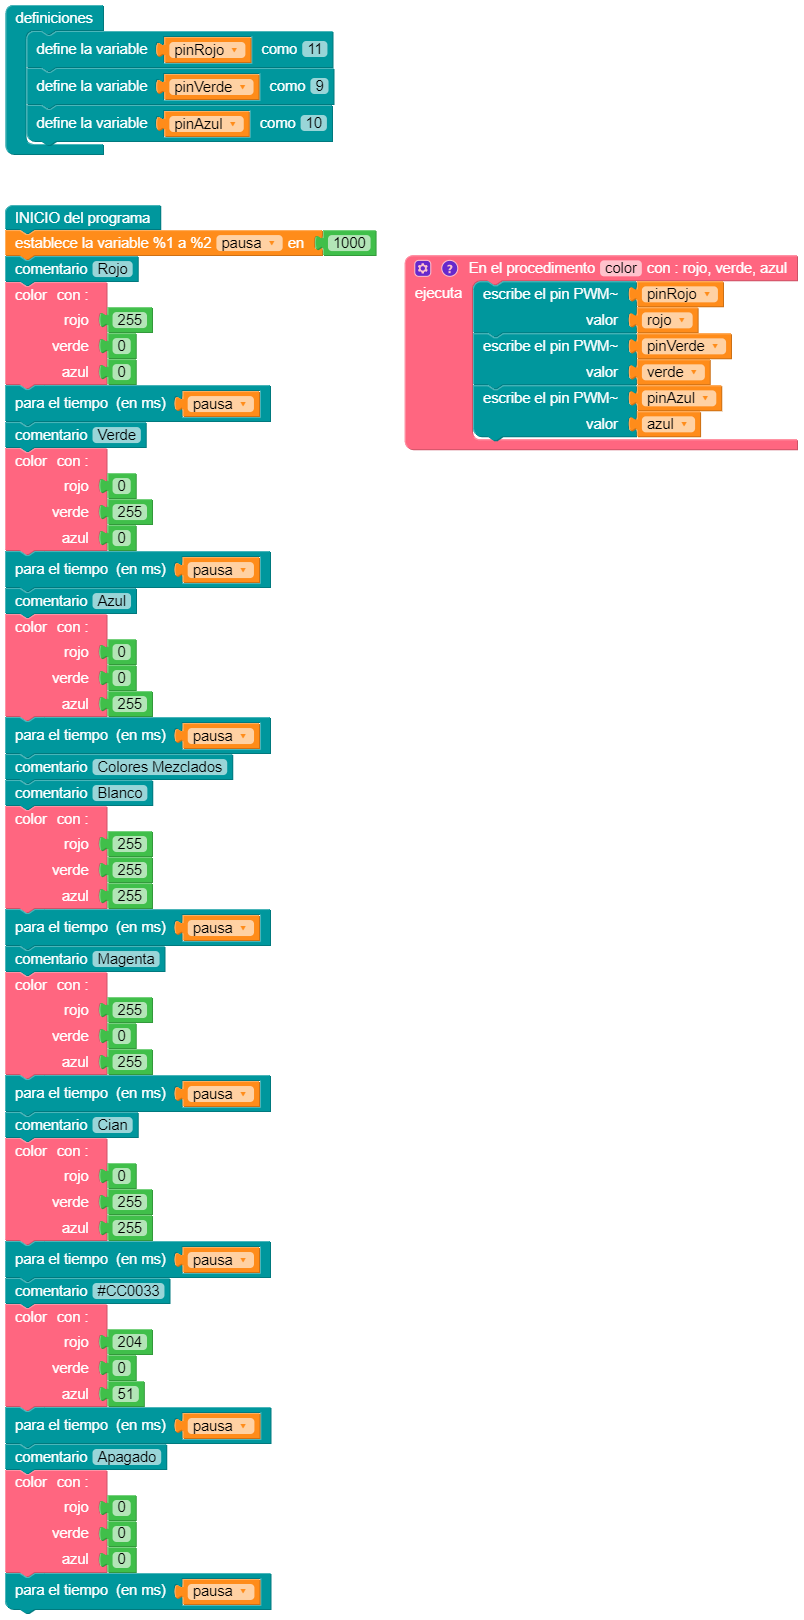 definiciones
define la variable pinRojo como 11
define la variable pinVerde como 9
define la variable pinAzul como 10
INICIO del programa
establece la variable %1 a %2 pausa en 1000
comentario Rojo
color con :
rojo 255
verde 0
azul 0
para el tiempo (en ms) pausa
comentario Verde
color con :
rojo 0
verde 255
azul 0
para el tiempo (en ms) pausa
comentario Azul
color con :
rojo 0
verde 0
azul 255
para el tiempo (en ms) pausa
comentario Colores Mezclados
comentario Blanco
color con :
rojo 255
verde 255
azul 255
para el tiempo (en ms) pausa
comentario Magenta
color con :
rojo 255
verde 0
azul 255
para el tiempo (en ms) pausa
comentario Cian
color con :
rojo 0
verde 255
azul 255
para el tiempo (en ms) pausa
comentario #CC0033
color con :
rojo 204
verde 0
azul 51
para el tiempo (en ms) pausa
comentario Apagado
color con :
rojo 0
verde 0
azul 0
para el tiempo (en ms) pausa
? En el procedimento color con : rojo, verde, azul
ejecuta escribe el pin PWM~ pinRojo
valor rojo
escribe el pin PWM~ pinVerde
valor verde
escribe el pin PWM~ pinAzul
valor azul